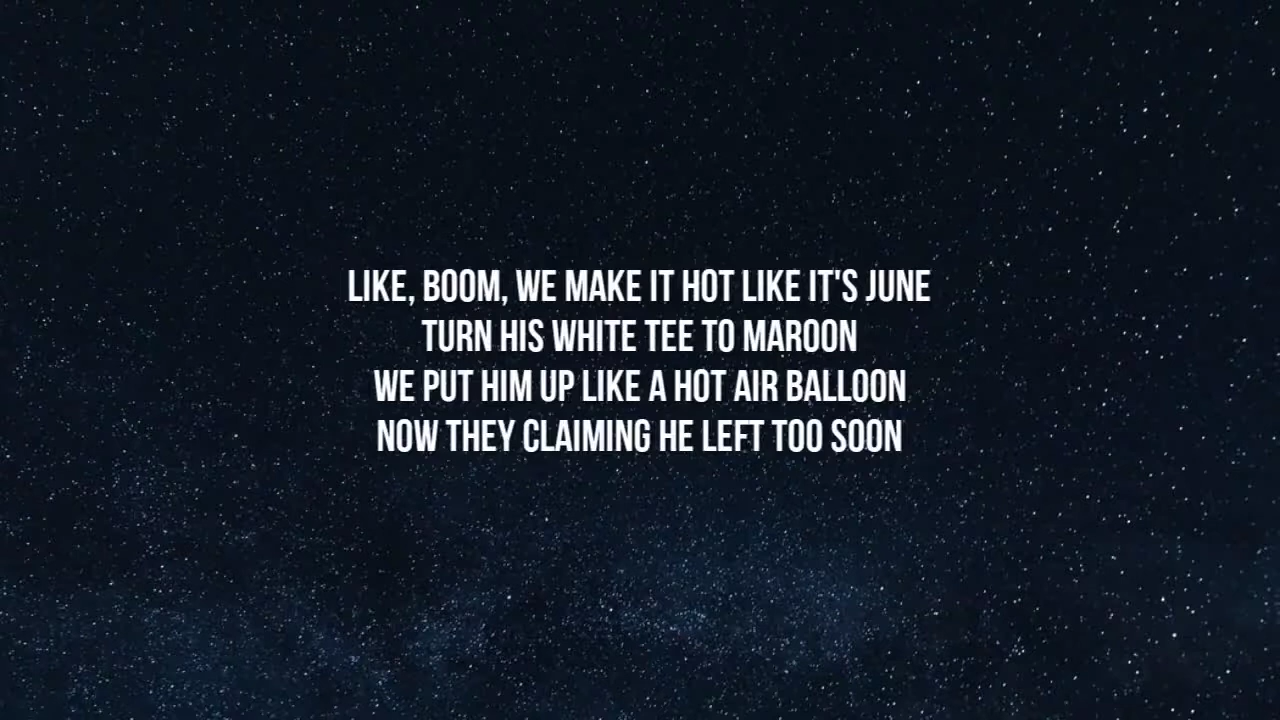 LIKE, BOOM, WE MAKE IT HOT LIKE IT'S JUNE
TURN HIS WHITE TEE TO MAROON
WE PUT HIM UP LIKE A HOT AIR BALLOON
NOW THEY CLAIMING HE LEFT TOO SOON